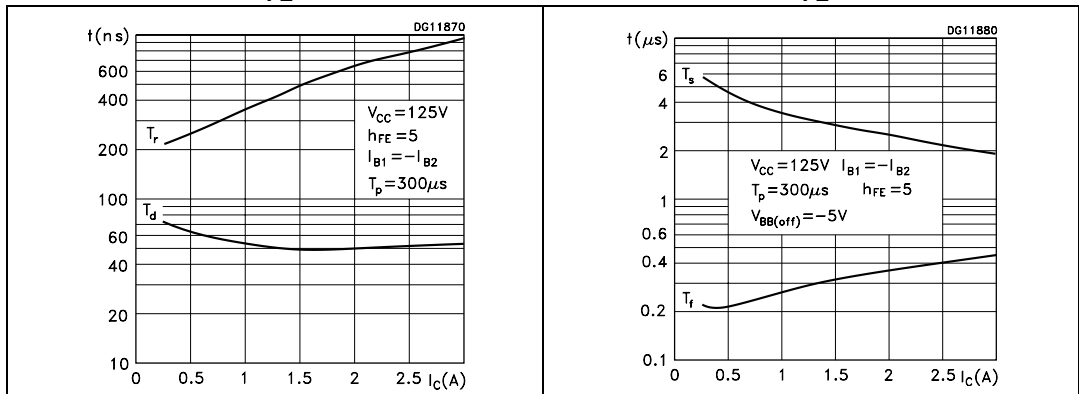 DG11870
t(ns)
600
400
200
100
60
40
20
10
Tr
Td
VCC=125V
hFE=5
IB1=-IB2
Tp=300μs
0 0.5 1 1.5 2 2.5 IC(A)
DG11880
t(μs)
6
4
2
1
0.6
0.4
0.2
0.1
Ts
Tf
VCC=125V IB1=-IB2
Tp=300μs hFE=5
VBB(off)=-5V
0 0.5 1 1.5 2 2.5 IC(A)